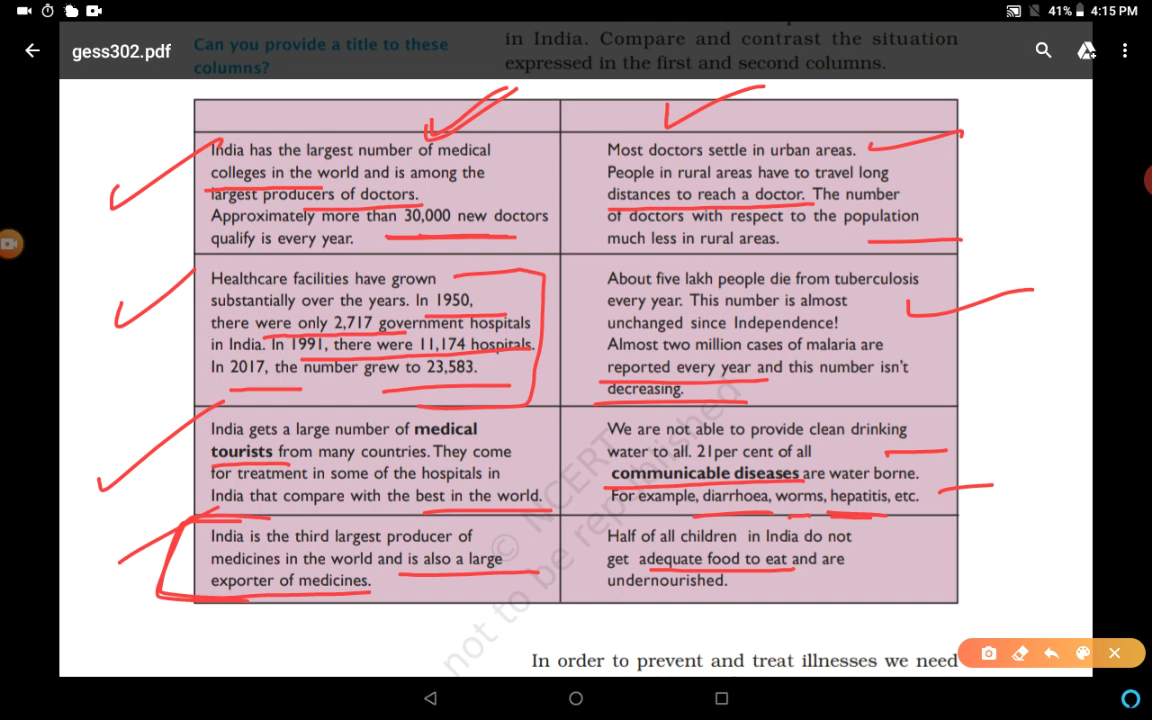 41% 4:15 PM
gess302.pdf
Can you provide a title to these
columns?
in India. Compare and contrast the situation
expressed in the first and second columns.
India has the largest number of medical
colleges in the world and is among the
largest producers of doctors.
Approximately more than 30,000 new doctors
qualify is every year.
Most doctors settle in urban areas.
People in rural areas have to travel long
distances to reach a doctor. The number
of doctors with respect to the population
much less in rural areas.
Healthcare facilities have grown
substantially over the years. In 1950,
there were only 2,717 government hospitals
in India. In 1991, there were 11,174 hospitals.
In 2017, the number grew to 23,583.
About five lakh people die from tuberculosis
every year. This number is almost
unchanged since Independence!
Almost two million cases of malaria are
reported every year and this number isn't
decreasing.
India gets a large number of medical
tourists from many countries. They come
for treatment in some of the hospitals in
India that compare with the best in the world.
We are not able to provide clean drinking
water to all. 21per cent of all
communicable diseases are water borne.
For example, diarrhoea, worms, hepatitis, etc.
India is the third largest producer of
medicines in the world and is also a large
exporter of medicines.
Half of all children in India do not
get adequate food to eat and are
undernourished.
© NCERT
not to be republished
In order to prevent and treat illnesses we need